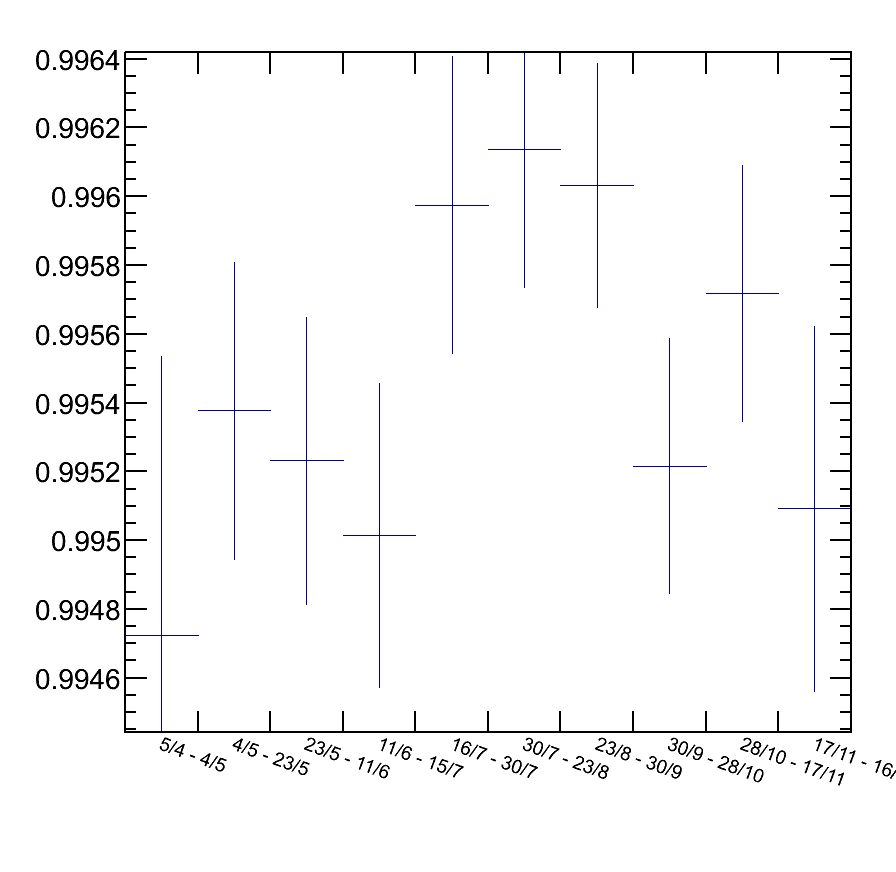 0.9964
0.9962
0.996
0.9958
0.9956
0.9954
0.9952
0.995
0.9948
0.9946
5/4 - 4/5
4/5 - 23/5
23/5 - 11/6
11/6 - 15/7
16/7 - 30/7
30/7 - 23/8
23/8 - 30/9
30/9 - 28/10
28/10 - 17/11
17/11 - 16/